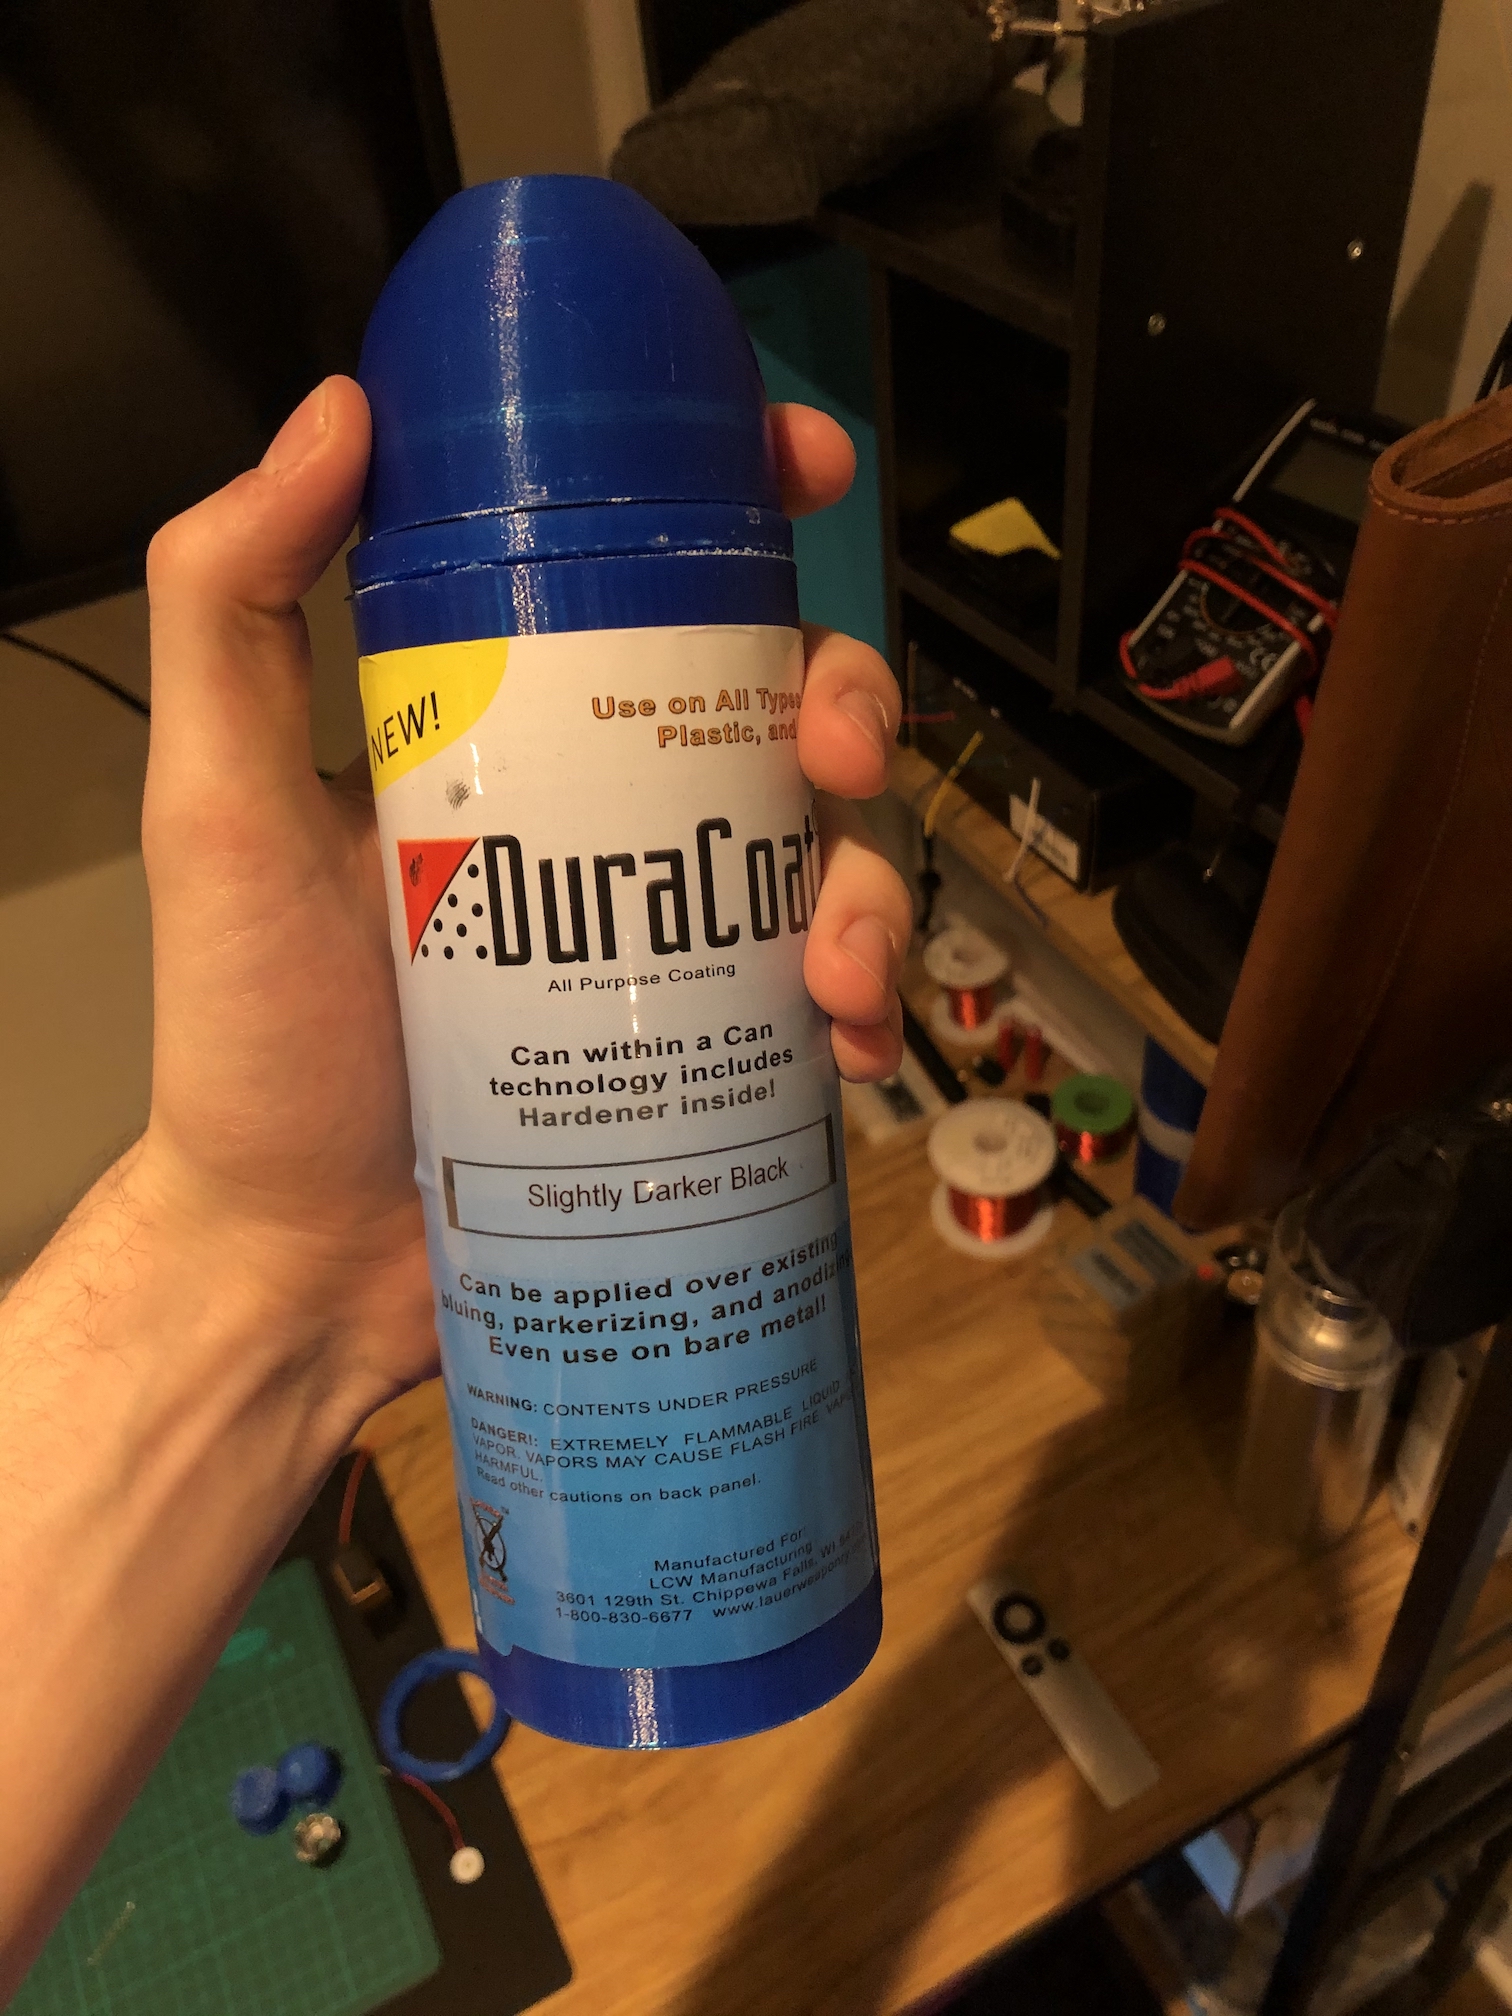 NEW!
Use on All Types
Plastic, and
DuraCoat
All Purpose Coating
Can within a Can
technology includes
Hardener inside!
Slightly Darker Black
Can be applied over existing
bluing, parkerizing, and anodizing
Even use on bare metal!
WARNING: CONTENTS UNDER PRESSURE
DANGER!: EXTREMELY FLAMMABLE LIQUID
VAPOR. VAPORS MAY CAUSE FLASH FIRE
HARMFUL.
Read other cautions on back panel.
Manufactured For:
LCW Manufacturing
3601 129th St. Chippewa Falls, WI
1-800-830-6677 www.lauerweaponry
CE